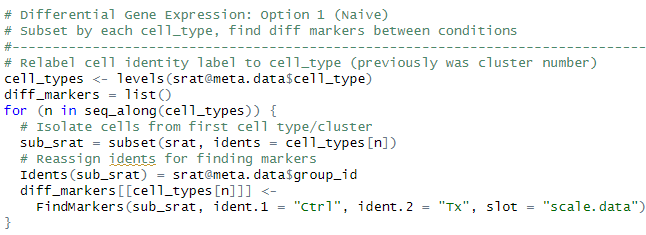 # Differential Gene Expression: Option 1 (Naive)
# Subset by each cell_type, find diff markers between conditions
#-------------------------------------------------------------------------------
# Relabel cell identity label to cell_type (previously was cluster number)
cell_types <- levels(srat@meta.data$cell_type)
diff_markers = list()
for (n in seq_along(cell_types)) {
  # Isolate cells from first cell type/cluster
  sub_srat = subset(srat, idents = cell_types[n])
  # Reassign idents for finding markers
  Idents(sub_srat) = srat@meta.data$group_id
  diff_markers[[cell_types[n]]] <-
    FindMarkers(sub_srat, ident.1 = "Ctrl", ident.2 = "Tx", slot = "scale.data")
}